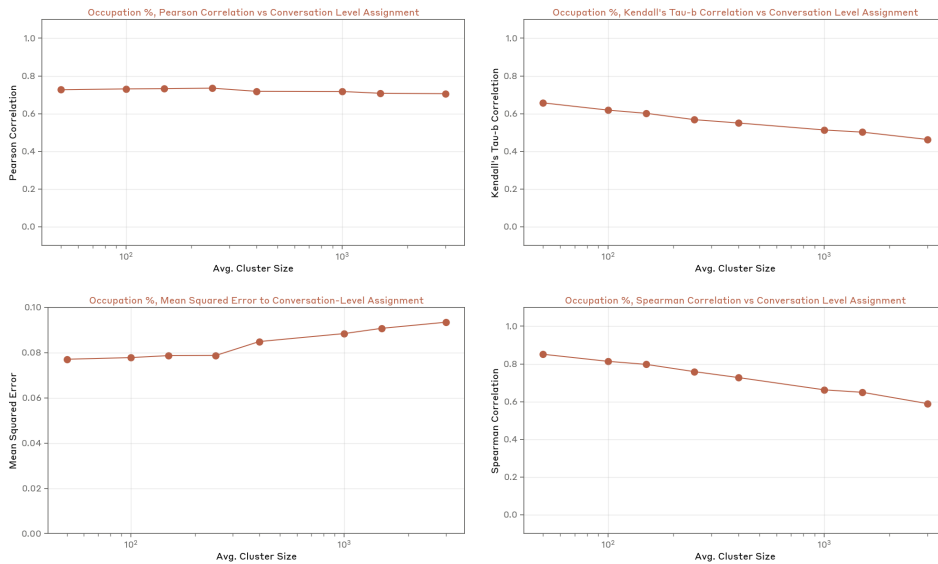 Occupation %, Pearson Correlation vs Conversation Level Assignment
Pearson Correlation
1.0
0.8
0.6
0.4
0.2
0.0
10²
10³
Avg. Cluster Size
Occupation %, Kendall's Tau-b Correlation vs Conversation Level Assignment
Kendall's Tau-b Correlation
1.0
0.8
0.6
0.4
0.2
0.0
10²
10³
Avg. Cluster Size
Occupation %, Mean Squared Error to Conversation-Level Assignment
Mean Squared Error
0.10
0.08
0.06
0.04
0.02
0.00
10²
10³
Avg. Cluster Size
Occupation %, Spearman Correlation vs Conversation Level Assignment
Spearman Correlation
1.0
0.8
0.6
0.4
0.2
0.0
10²
10³
Avg. Cluster Size